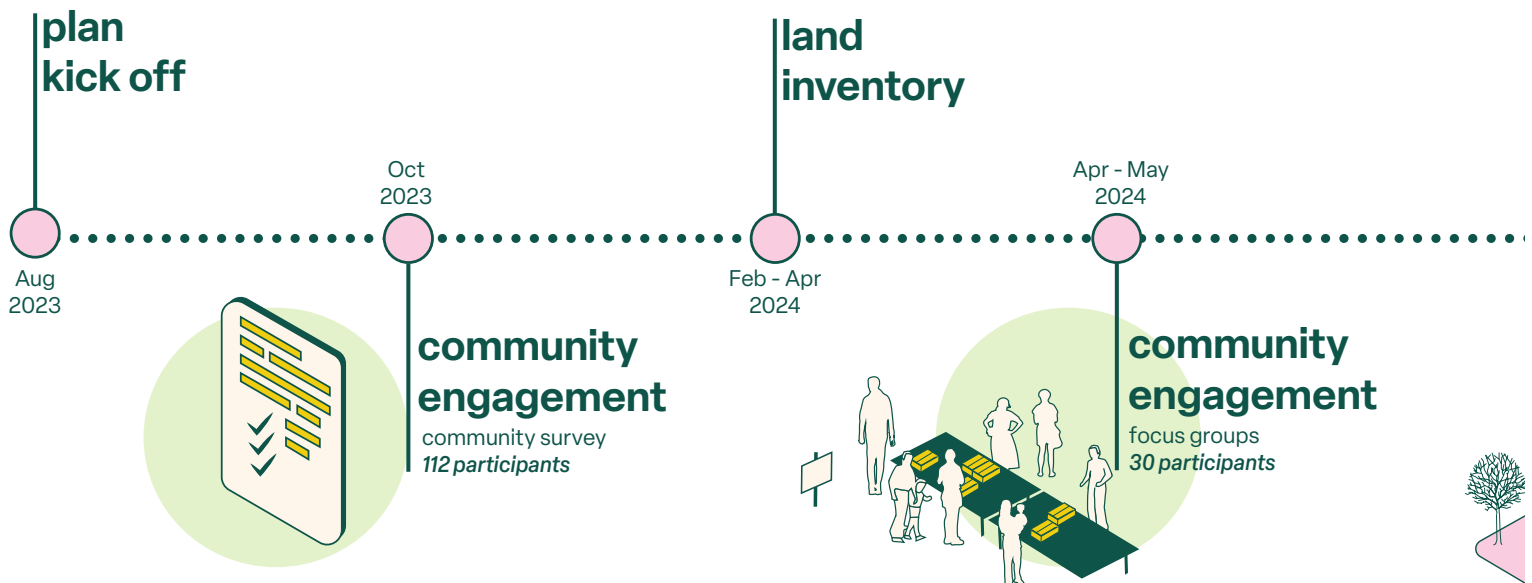 plan
kick off
Aug
2023
Oct
2023
community
engagement
community survey
112 participants
land
inventory
Feb - Apr
2024
Apr - May
2024
community
engagement
focus groups
30 participants